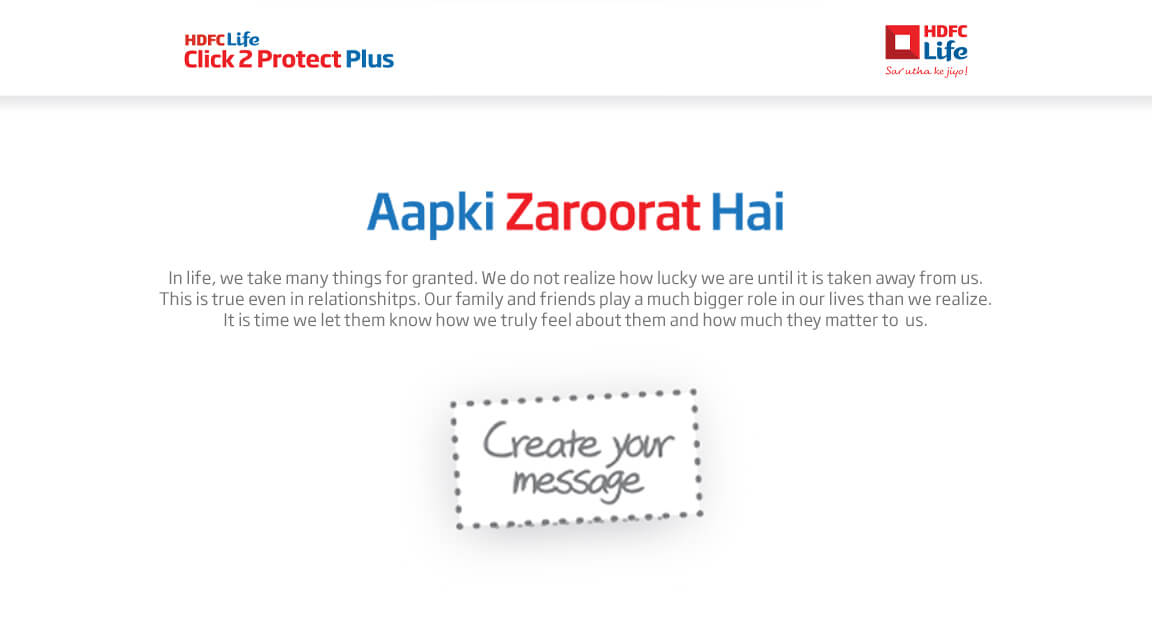 HDFC Life
Click 2 Protect Plus
HDFC
Life
Sar utha ke jiyo!
Aapki Zaroorat Hai
In life, we take many things for granted. We do not realize how lucky we are until it is taken away from us.
This is true even in relationshitps. Our family and friends play a much bigger role in our lives than we realize.
It is time we let them know how we truly feel about them and how much they matter to us.
Create your
message